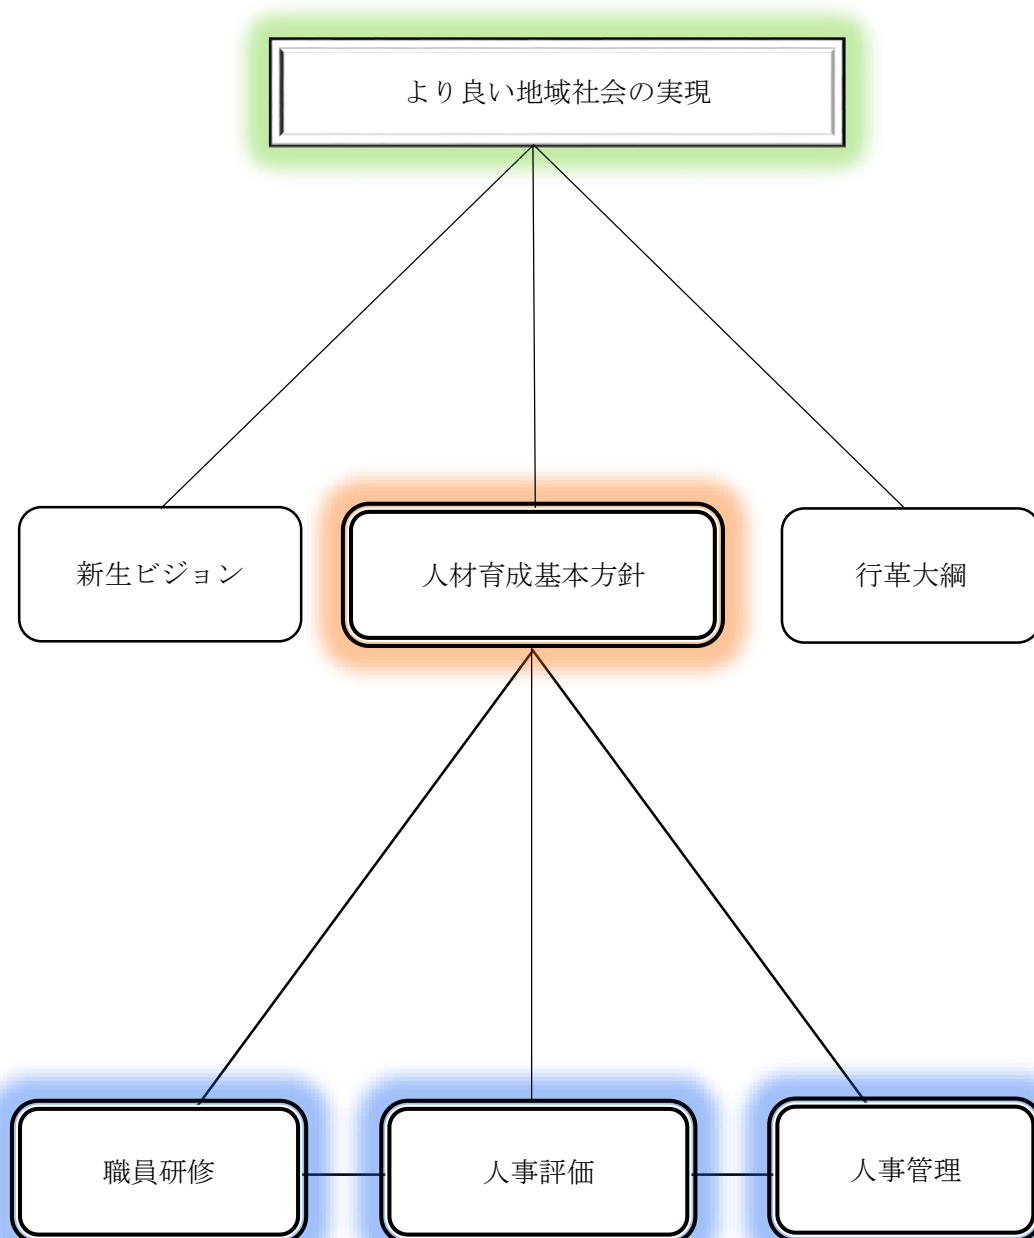 より良い地域社会の実現
新生ビジョン
人材育成基本方針
行革大綱
職員研修
人事評価
人事管理